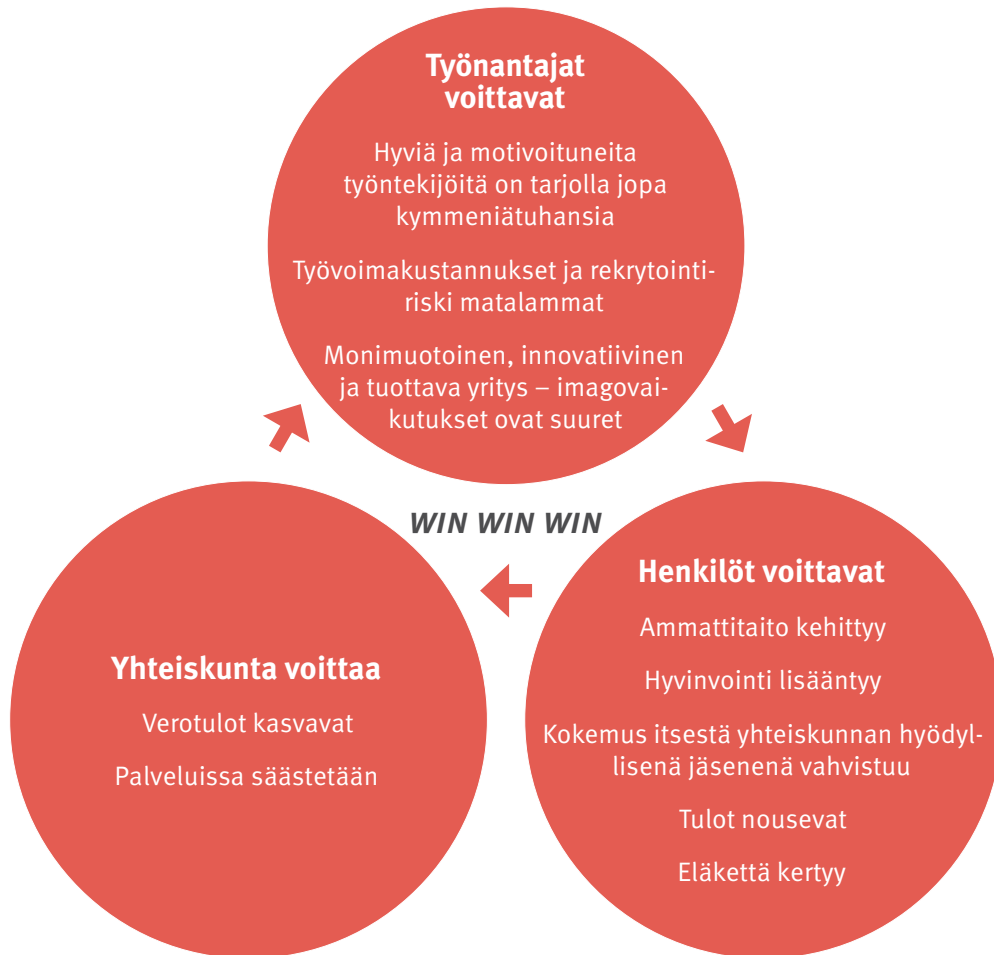 Työnantajat
voittavat
Hyviä ja motivoituneita
työntekijöitä on tarjolla jopa
kymmeniätuhansia
Työvoimakustannukset ja rekrytointi-
riski matalammat
Monimuotoinen, innovatiivinen
ja tuottava yritys – imagovai-
kutukset ovat suuret
WIN WIN WIN
Henkilöt voittavat
Ammattitaito kehittyy
Hyvinvointi lisääntyy
Kokemus itsestä yhteiskunnan hyödyl-
lisenä jäsenenä vahvistuu
Tulot nousevat
Eläkettä kertyy
Yhteiskunta voittaa
Verotulot kasvavat
Palveluissa säästetään